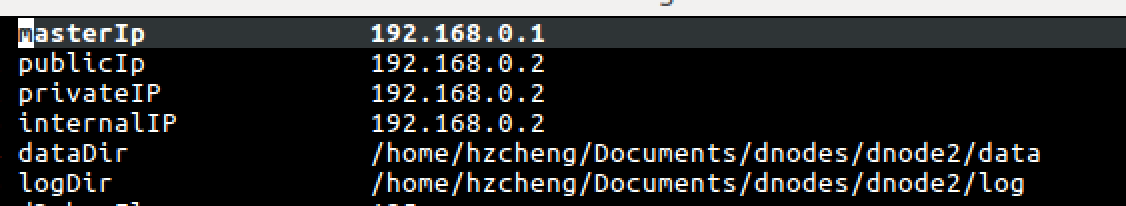 masterIp 192.168.0.1
publicIp 192.168.0.2
privateIP 192.168.0.2
internalIP 192.168.0.2
dataDir /home/hzcheng/Documents/dnodes/dnode2/data
logDir /home/hzcheng/Documents/dnodes/dnode2/log